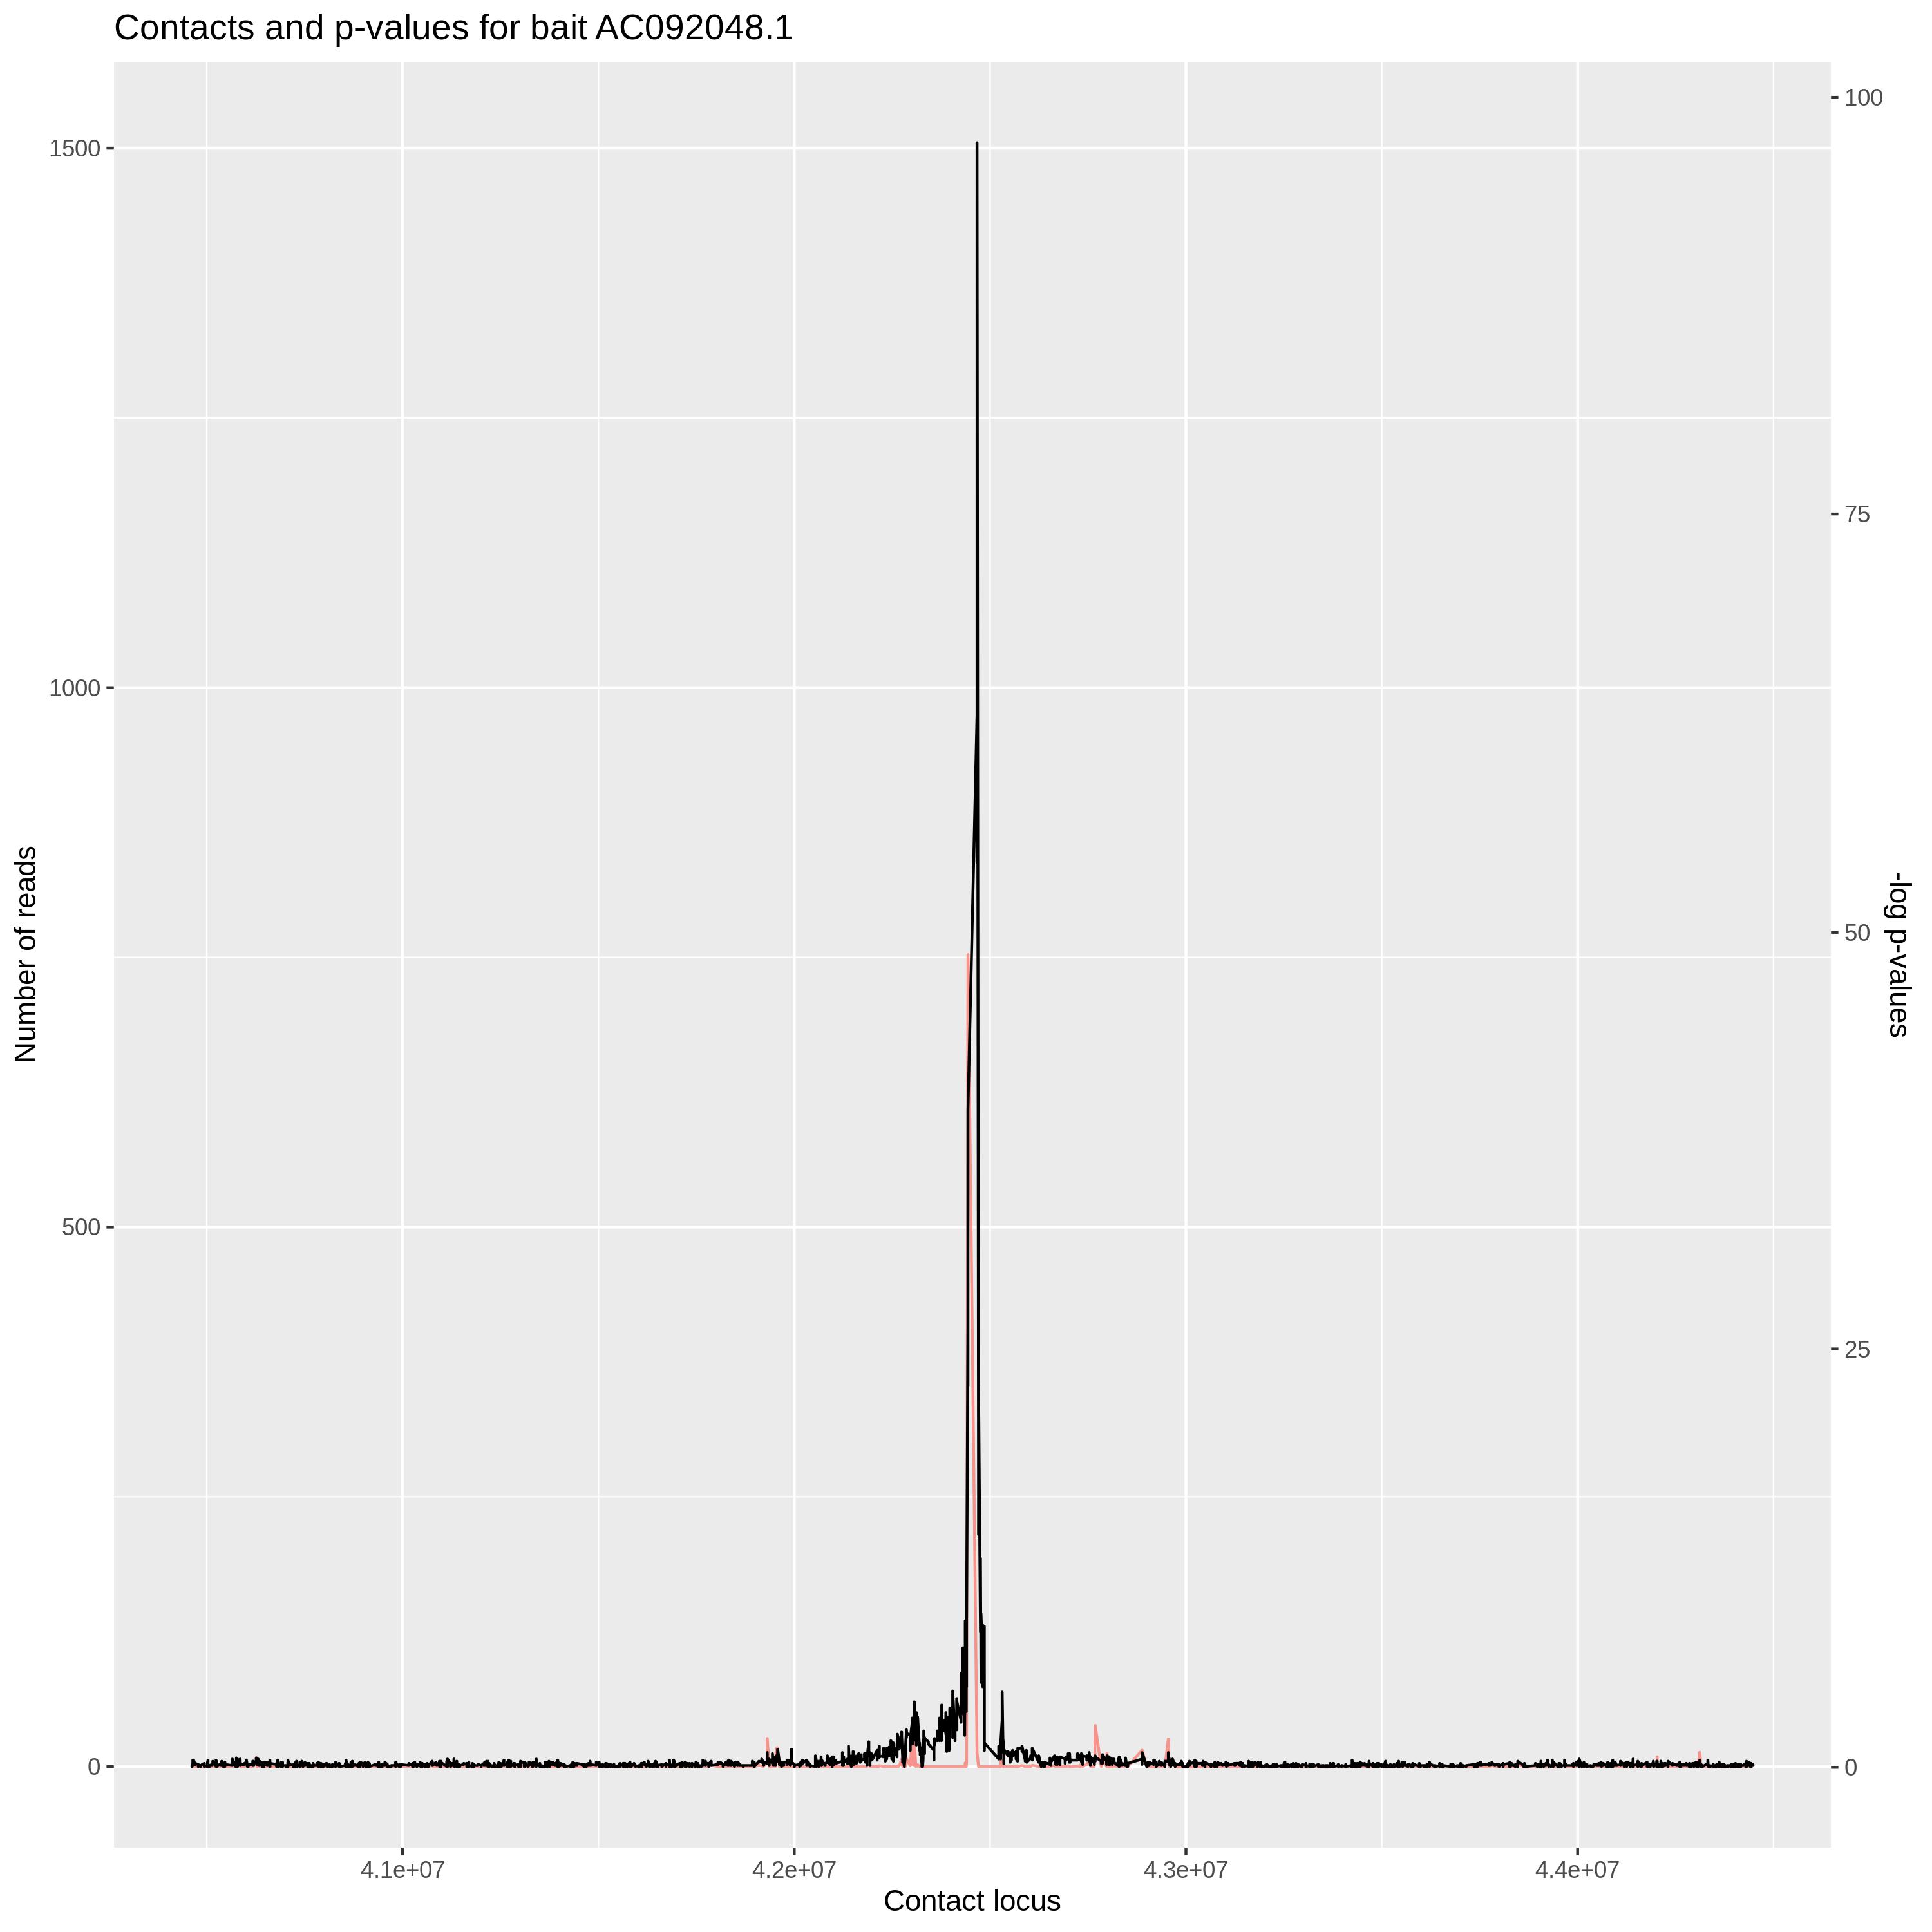 Contacts and p-values for bait AC092048.1
1500
1000
500
0
Number of reads
100
75
50
25
0
-log p-values
4.1e+07
4.2e+07
4.3e+07
4.4e+07
Contact locus